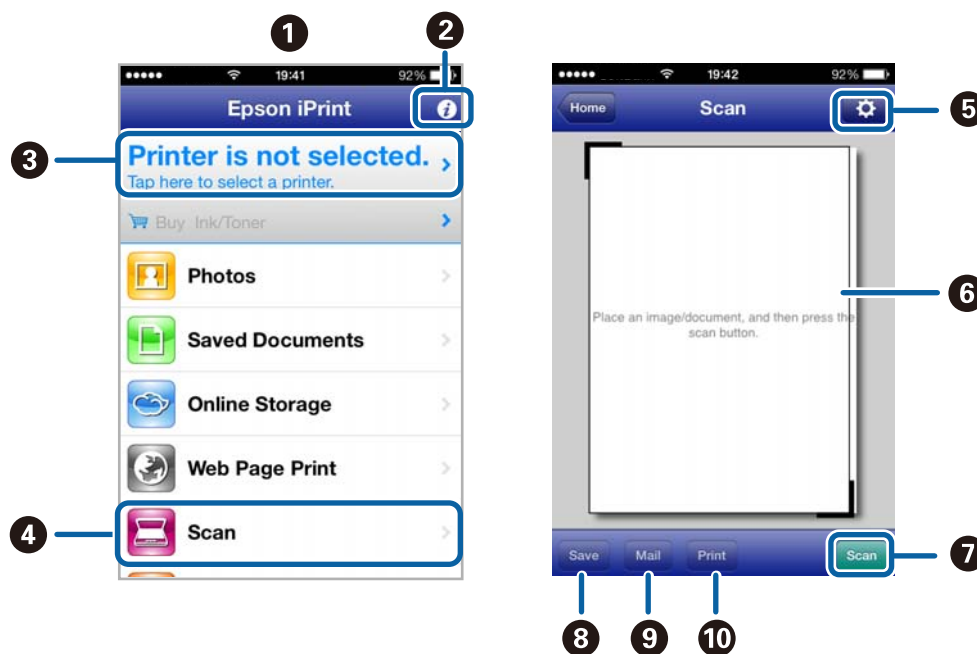 1
2
19:41
92%
Epson iPrint
3
Printer is not selected.
Tap here to select a printer.
Buy Ink/Toner
Photos
Saved Documents
Online Storage
Web Page Print
4
Scan
19:42
92%
Home
Scan
5
6
Place an image/document, and then press the
scan button.
Save
Mail
Print
Scan
7
8
9
10